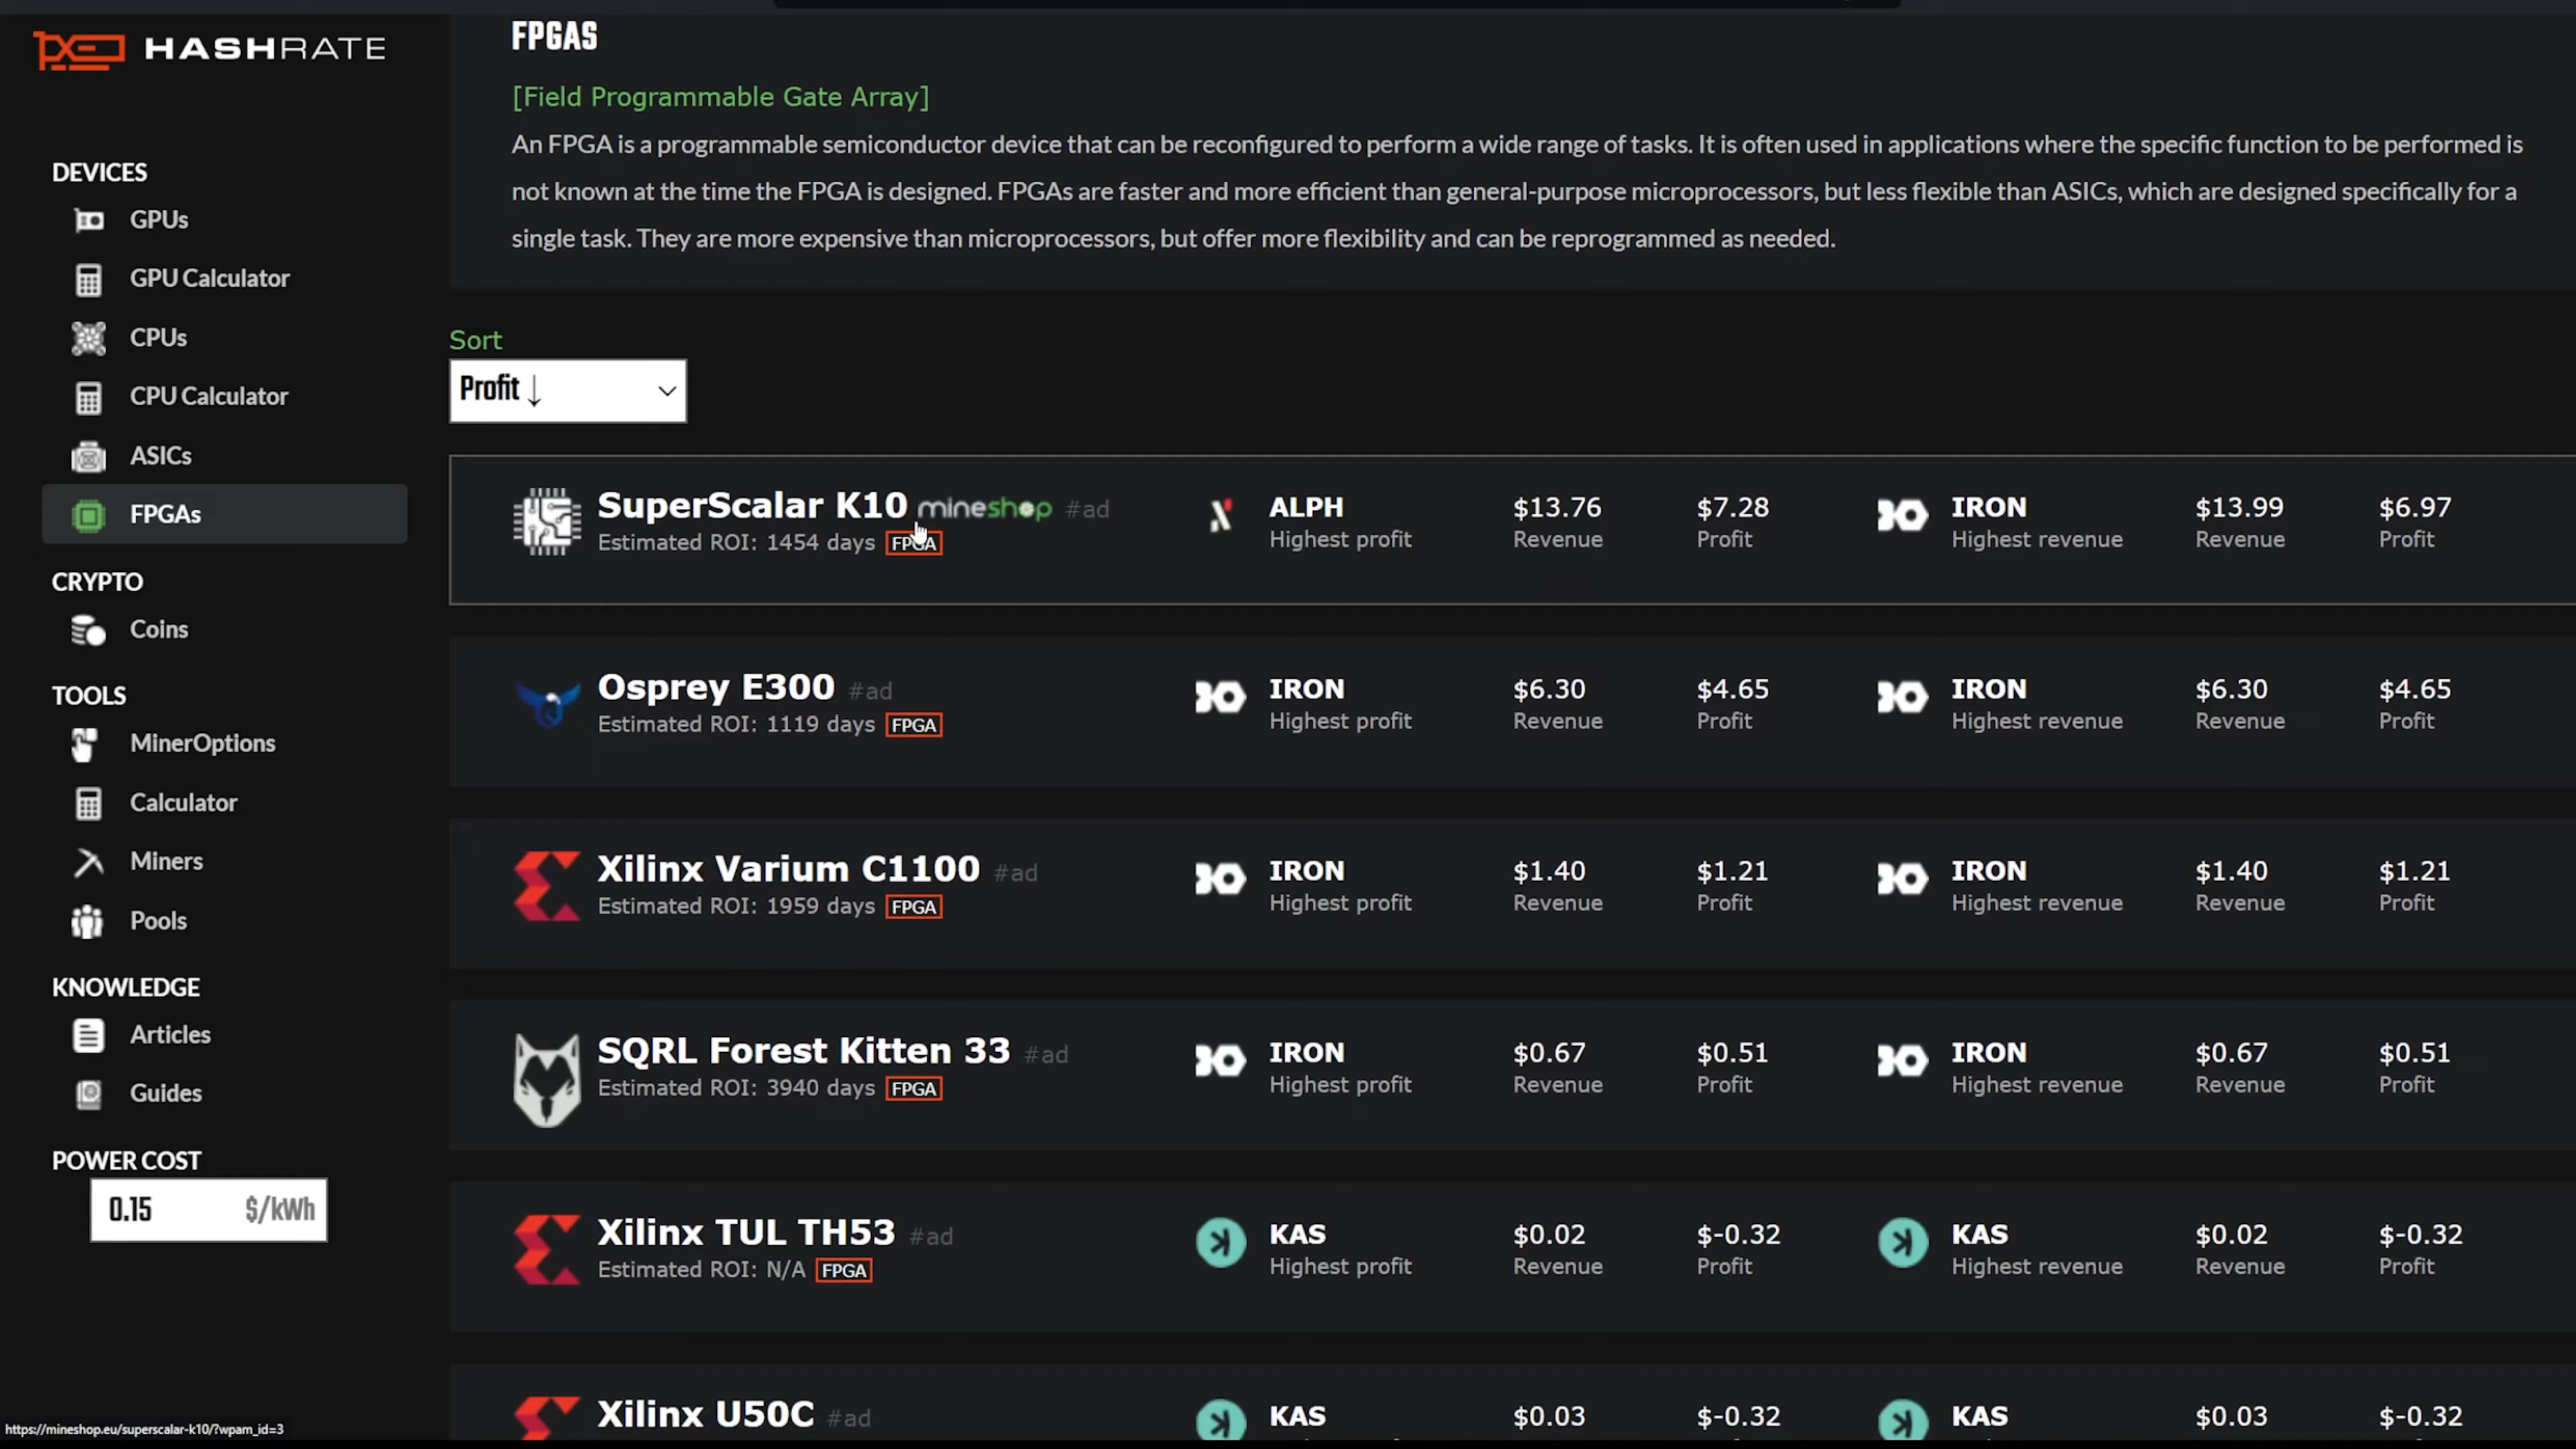 HASHRATE
DEVICES
GPUs
GPU Calculator
CPUs
CPU Calculator
ASICs
FPGAs
CRYPTO
Coins
TOOLS
MinerOptions
Calculator
Miners
Pools
KNOWLEDGE
Articles
Guides
POWER COST
0.15 $/kWh
FPGAS
[Field Programmable Gate Array]
An FPGA is a programmable semiconductor device that can be reconfigured to perform a wide range of tasks. It is often used in applications where the specific function to be performed is
not known at the time the FPGA is designed. FPGAs are faster and more efficient than general-purpose microprocessors, but less flexible than ASICs, which are designed specifically for a
single task. They are more expensive than microprocessors, but offer more flexibility and can be reprogrammed as needed.
Sort
Profit ↓
SuperScalar K10 mineshop #ad ALPH $13.76 $7.28 IRON $13.99 $6.97
Estimated ROI: 1454 days FPGA Highest profit Revenue Profit Highest revenue Revenue Profit
Osprey E300 #ad IRON $6.30 $4.65 IRON $6.30 $4.65
Estimated ROI: 1119 days FPGA Highest profit Revenue Profit Highest revenue Revenue Profit
Xilinx Varium C1100 #ad IRON $1.40 $1.21 IRON $1.40 $1.21
Estimated ROI: 1959 days FPGA Highest profit Revenue Profit Highest revenue Revenue Profit
SQRL Forest Kitten 33 #ad IRON $0.67 $0.51 IRON $0.67 $0.51
Estimated ROI: 3940 days FPGA Highest profit Revenue Profit Highest revenue Revenue Profit
Xilinx TUL TH53 #ad KAS $0.02 $-0.32 KAS $0.02 $-0.32
Estimated ROI: N/A FPGA Highest profit Revenue Profit Highest revenue Revenue Profit
Xilinx U50C #ad KAS $0.03 $-0.32 KAS $0.03 $-0.32
https://mineshop.eu/superscalar-k10/?wpam_id=3